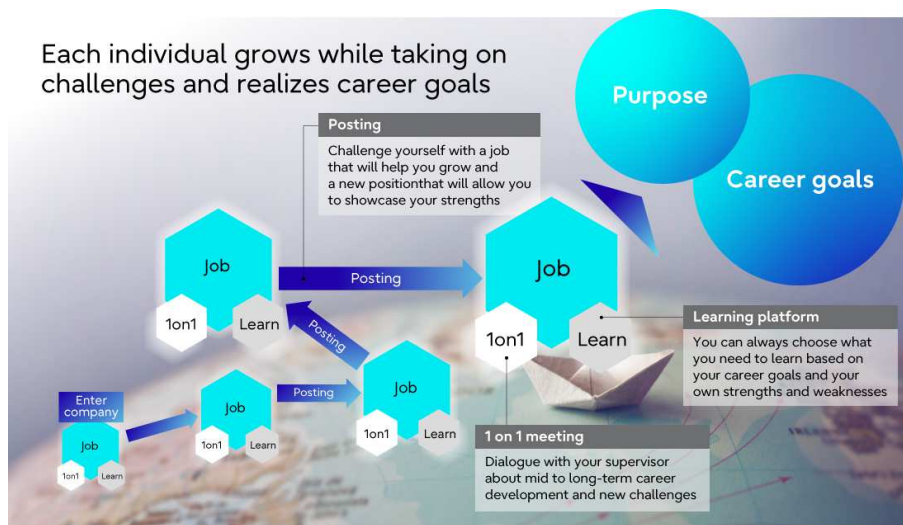 Each individual grows while taking on
challenges and realizes career goals
Purpose
Career goals
Posting
Challenge yourself with a job
that will help you grow and
a new positionthat will allow you
to showcase your strengths
Job
1on1
Learn
Posting
Job
1on1
Learn
Posting
Learning platform
You can always choose what
you need to learn based on
your career goals and your
own strengths and weaknesses
Enter
company
Job
1on1
Learn
Job
1on1
Learn
Posting
Job
1on1
Learn
1 on 1 meeting
Dialogue with your supervisor
about mid to long-term career
development and new challenges